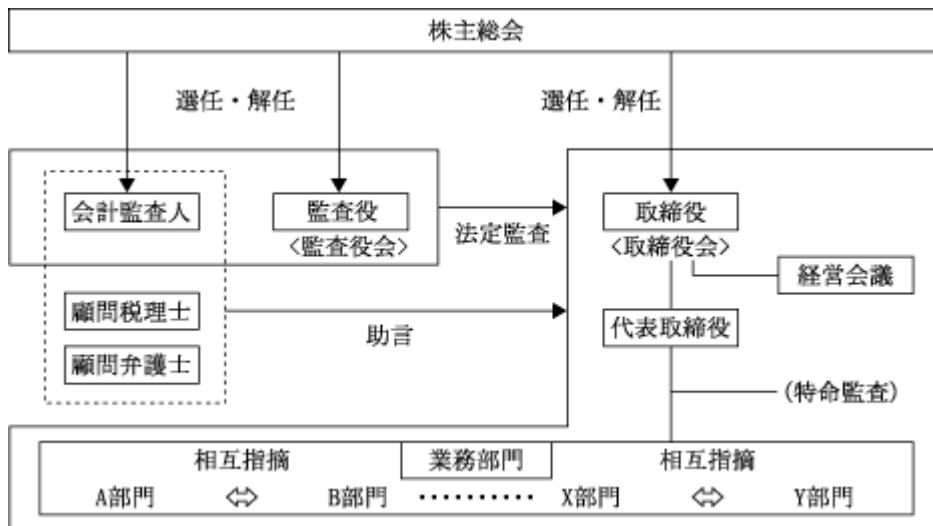 株主総会
選任・解任
選任・解任
会計監査人
監査役
<監査役会>
法定監査
取締役
<取締役会>
経営会議
顧問税理士
顧問弁護士
助言
代表取締役
(特命監査)
相互指摘
業務部門
相互指摘
A部門 ⇔ B部門 ・・・・・・・・・・ X部門 ⇔ Y部門